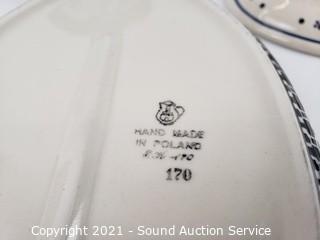 HAND MADE
IN POLAND
170
Copyright 2021 - Sound Auction Service